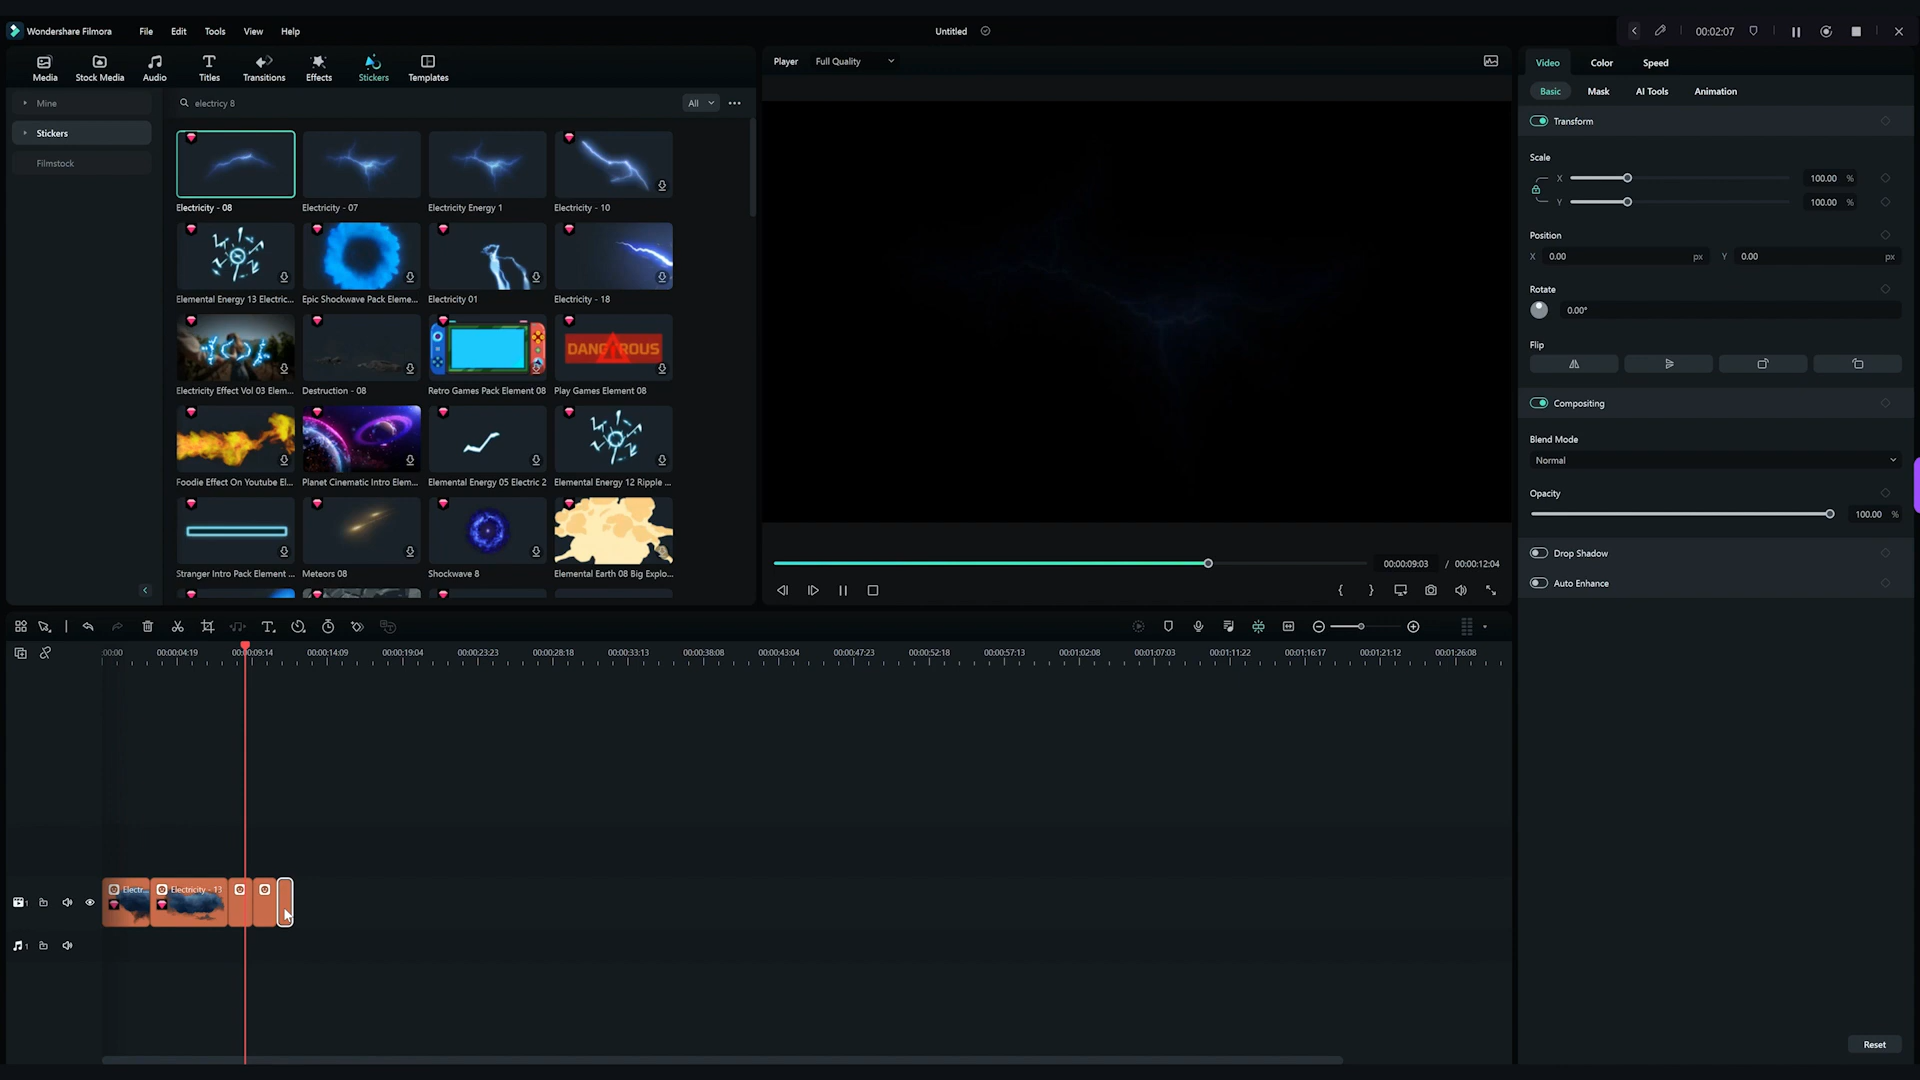 Wondershare Filmora
File
Edit
Tools
View
Help
Untitled
00:02:07
Media
Stock Media
Audio
Titles
Transitions
Effects
Stickers
Templates
Player
Full Quality
Video
Color
Speed
Mine
Stickers
Filmstock
electricy 8
All
Basic
Mask
AI Tools
Animation
Electricity - 08
Electricity - 07
Electricity Energy 1
Electricity - 10
Elemental Energy 13 Electric...
Epic Shockwave Pack Eleme...
Electricity 01
Electricity - 18
DANGEROUS
Electricity Effect Vol 03 Elem...
Destruction - 08
Retro Games Pack Element 08
Play Games Element 08
Foodie Effect On Youtube El...
Planet Cinematic Intro Elem...
Elemental Energy 05 Electric 2
Elemental Energy 12 Ripple ...
Stranger Intro Pack Element ...
Meteors 08
Shockwave 8
Elemental Earth 08 Big Explo...
Transform
Scale
X
100.00
%
Y
100.00
%
Position
X
0.00
px
Y
0.00
px
Rotate
0.00°
Flip
Compositing
Blend Mode
Normal
Opacity
100.00
%
Drop Shadow
Auto Enhance
Reset
00:00:09:03
/
00:00:12:04
:00:00
00:00:04:19
00:00:09:14
00:00:14:09
00:00:19:04
00:00:23:23
00:00:28:18
00:00:33:13
00:00:38:08
00:00:43:04
00:00:47:23
00:00:52:18
00:00:57:13
00:01:02:08
00:01:07:03
00:01:11:22
00:01:16:17
00:01:21:12
00:01:26:08
Electr...
Electricity - 13
1
1